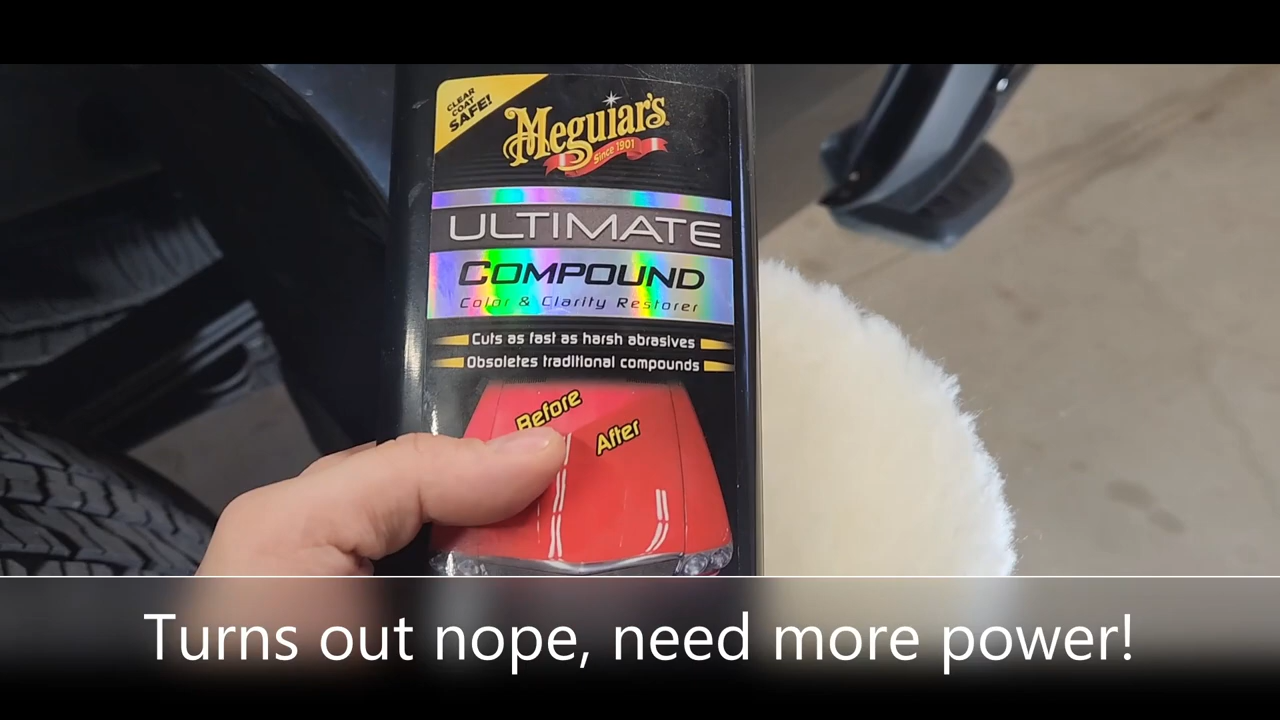 CLEAR
COAT
SAFE!
Meguiar's
Since 1901
ULTIMATE
COMPOUND
Color & Clarity Restorer
Cuts as fast as harsh abrasives
Obsoletes traditional compounds
Before
After
Turns out nope, need more power!